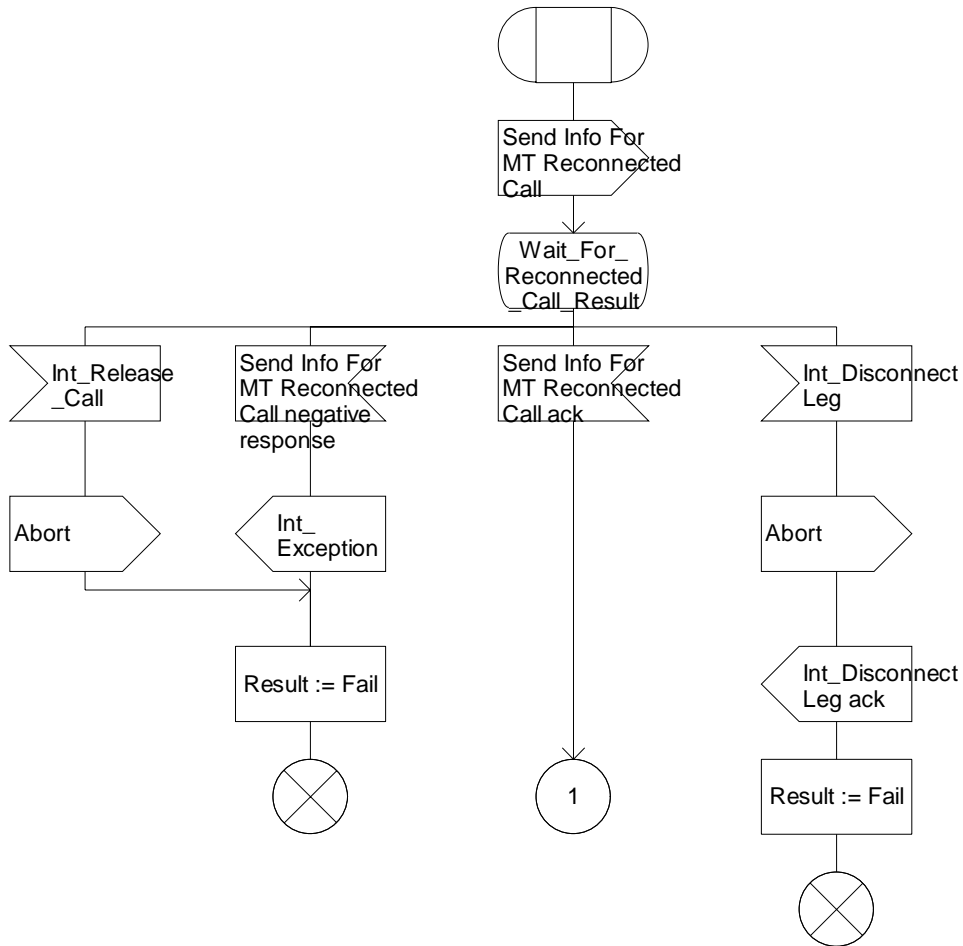 Send Info For
MT Reconnected
Call
Wait_For_
Reconnected
_Call_Result
Int_Release
_Call
Send Info For
MT Reconnected
Call negative
response
Send Info For
MT Reconnected
Call ack
Int_Disconnect
Leg
Abort
Int_
Exception
Abort
Result := Fail
Int_Disconnect
Leg ack
1
Result := Fail